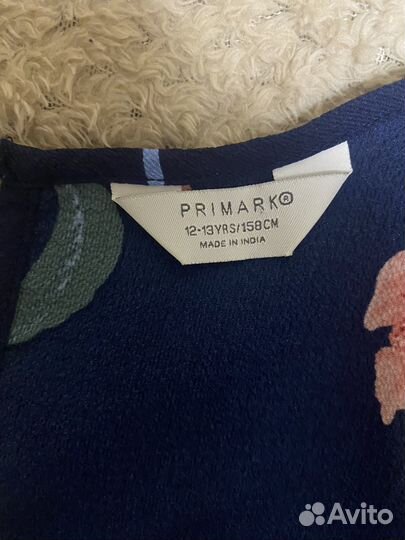 PRIMARK®
12-13YRS/158CM
MADE IN INDIA
Avito